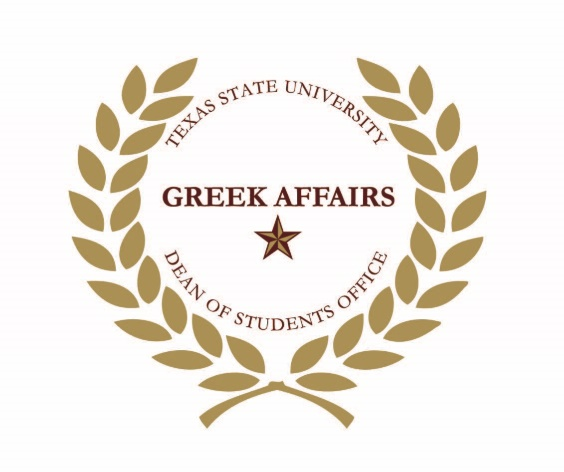 TEXAS STATE UNIVERSITY
GREEK AFFAIRS
DEAN OF STUDENTS OFFICE